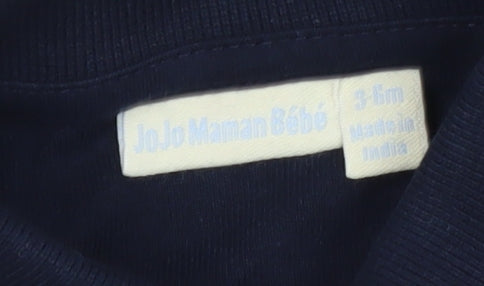 JoJo Maman Bébé
3-6m
Made in
India